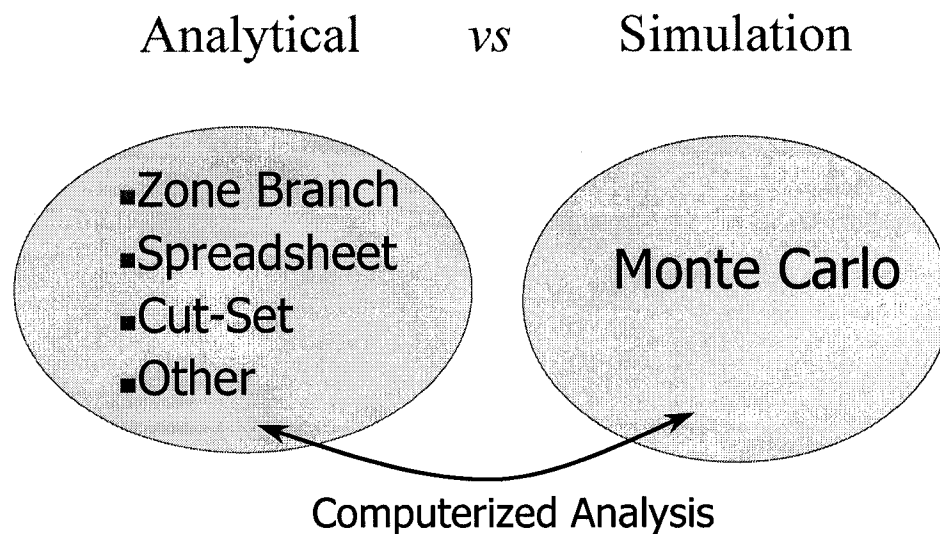 Analytical vs Simulation
▪Zone Branch
▪Spreadsheet
▪Cut-Set
▪Other
Monte Carlo
Computerized Analysis